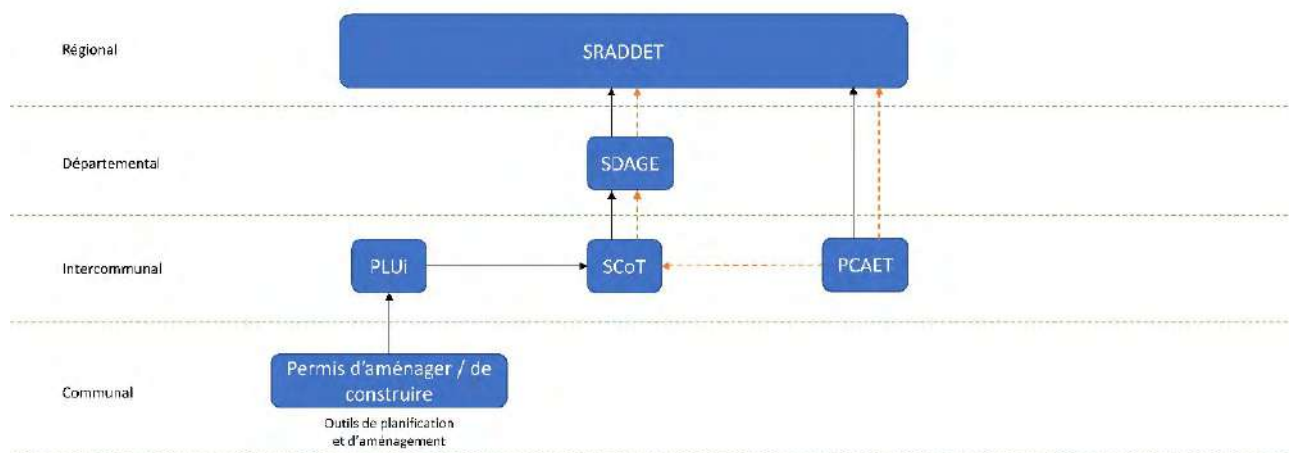 Régional
SRADDET
Départemental
SDAGE
Intercommunal
PLUi
SCoT
PCAET
Communal
Permis d'aménager / de
construire
Outils de planification
et d'aménagement